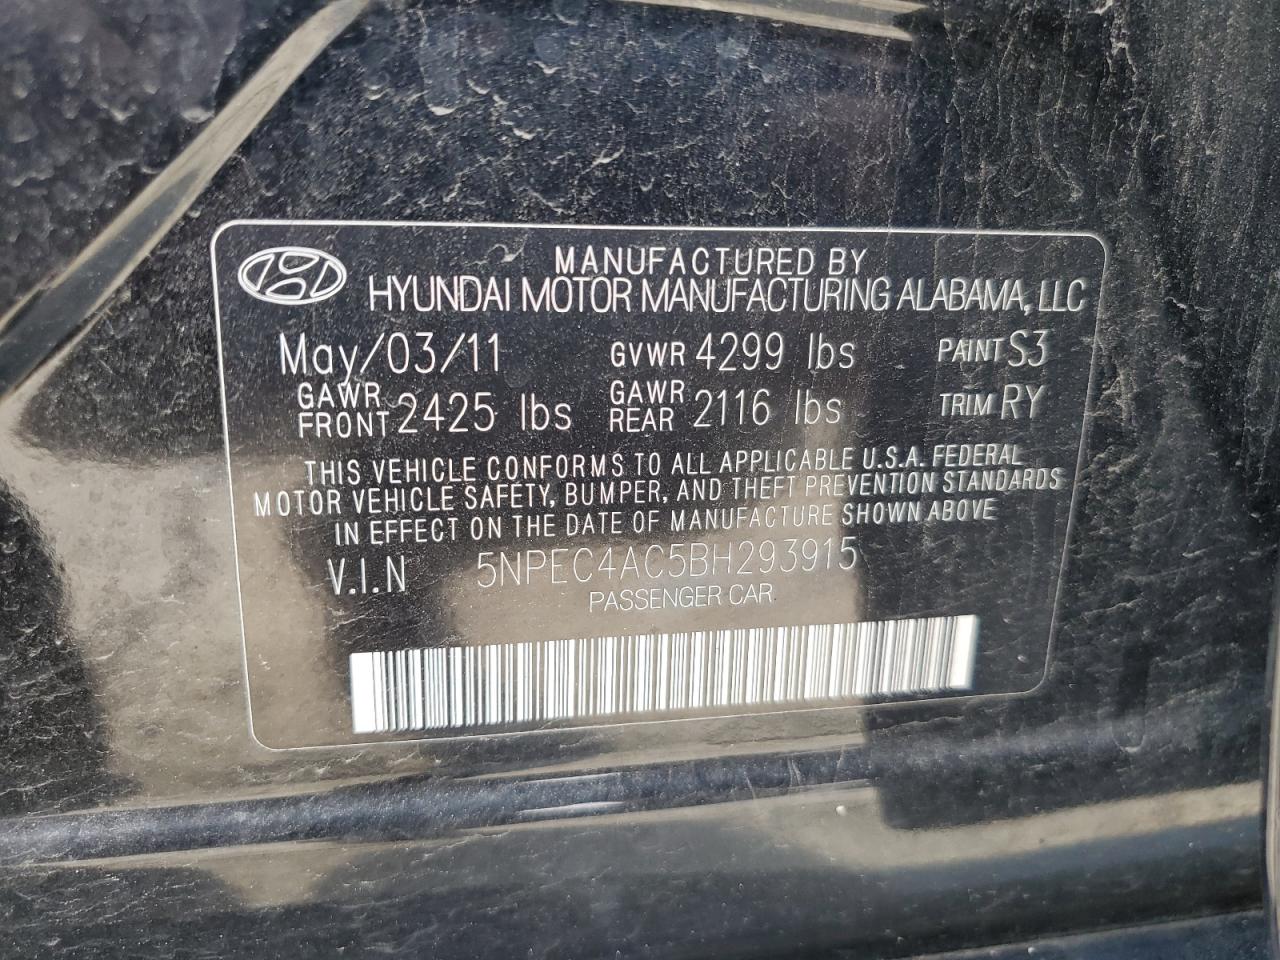 MANUFACTURED BY
HYUNDAI MOTOR MANUFACTURING ALABAMA, LLC
May/03/11 GVWR 4299 lbs PAINT S3
GAWR FRONT 2425 lbs GAWR REAR 2116 lbs TRIM RY
THIS VEHICLE CONFORMS TO ALL APPLICABLE U.S.A. FEDERAL
MOTOR VEHICLE SAFETY, BUMPER, AND THEFT PREVENTION STANDARDS
IN EFFECT ON THE DATE OF MANUFACTURE SHOWN ABOVE
V.I.N 5NPEC4AC5BH293915
PASSENGER CAR